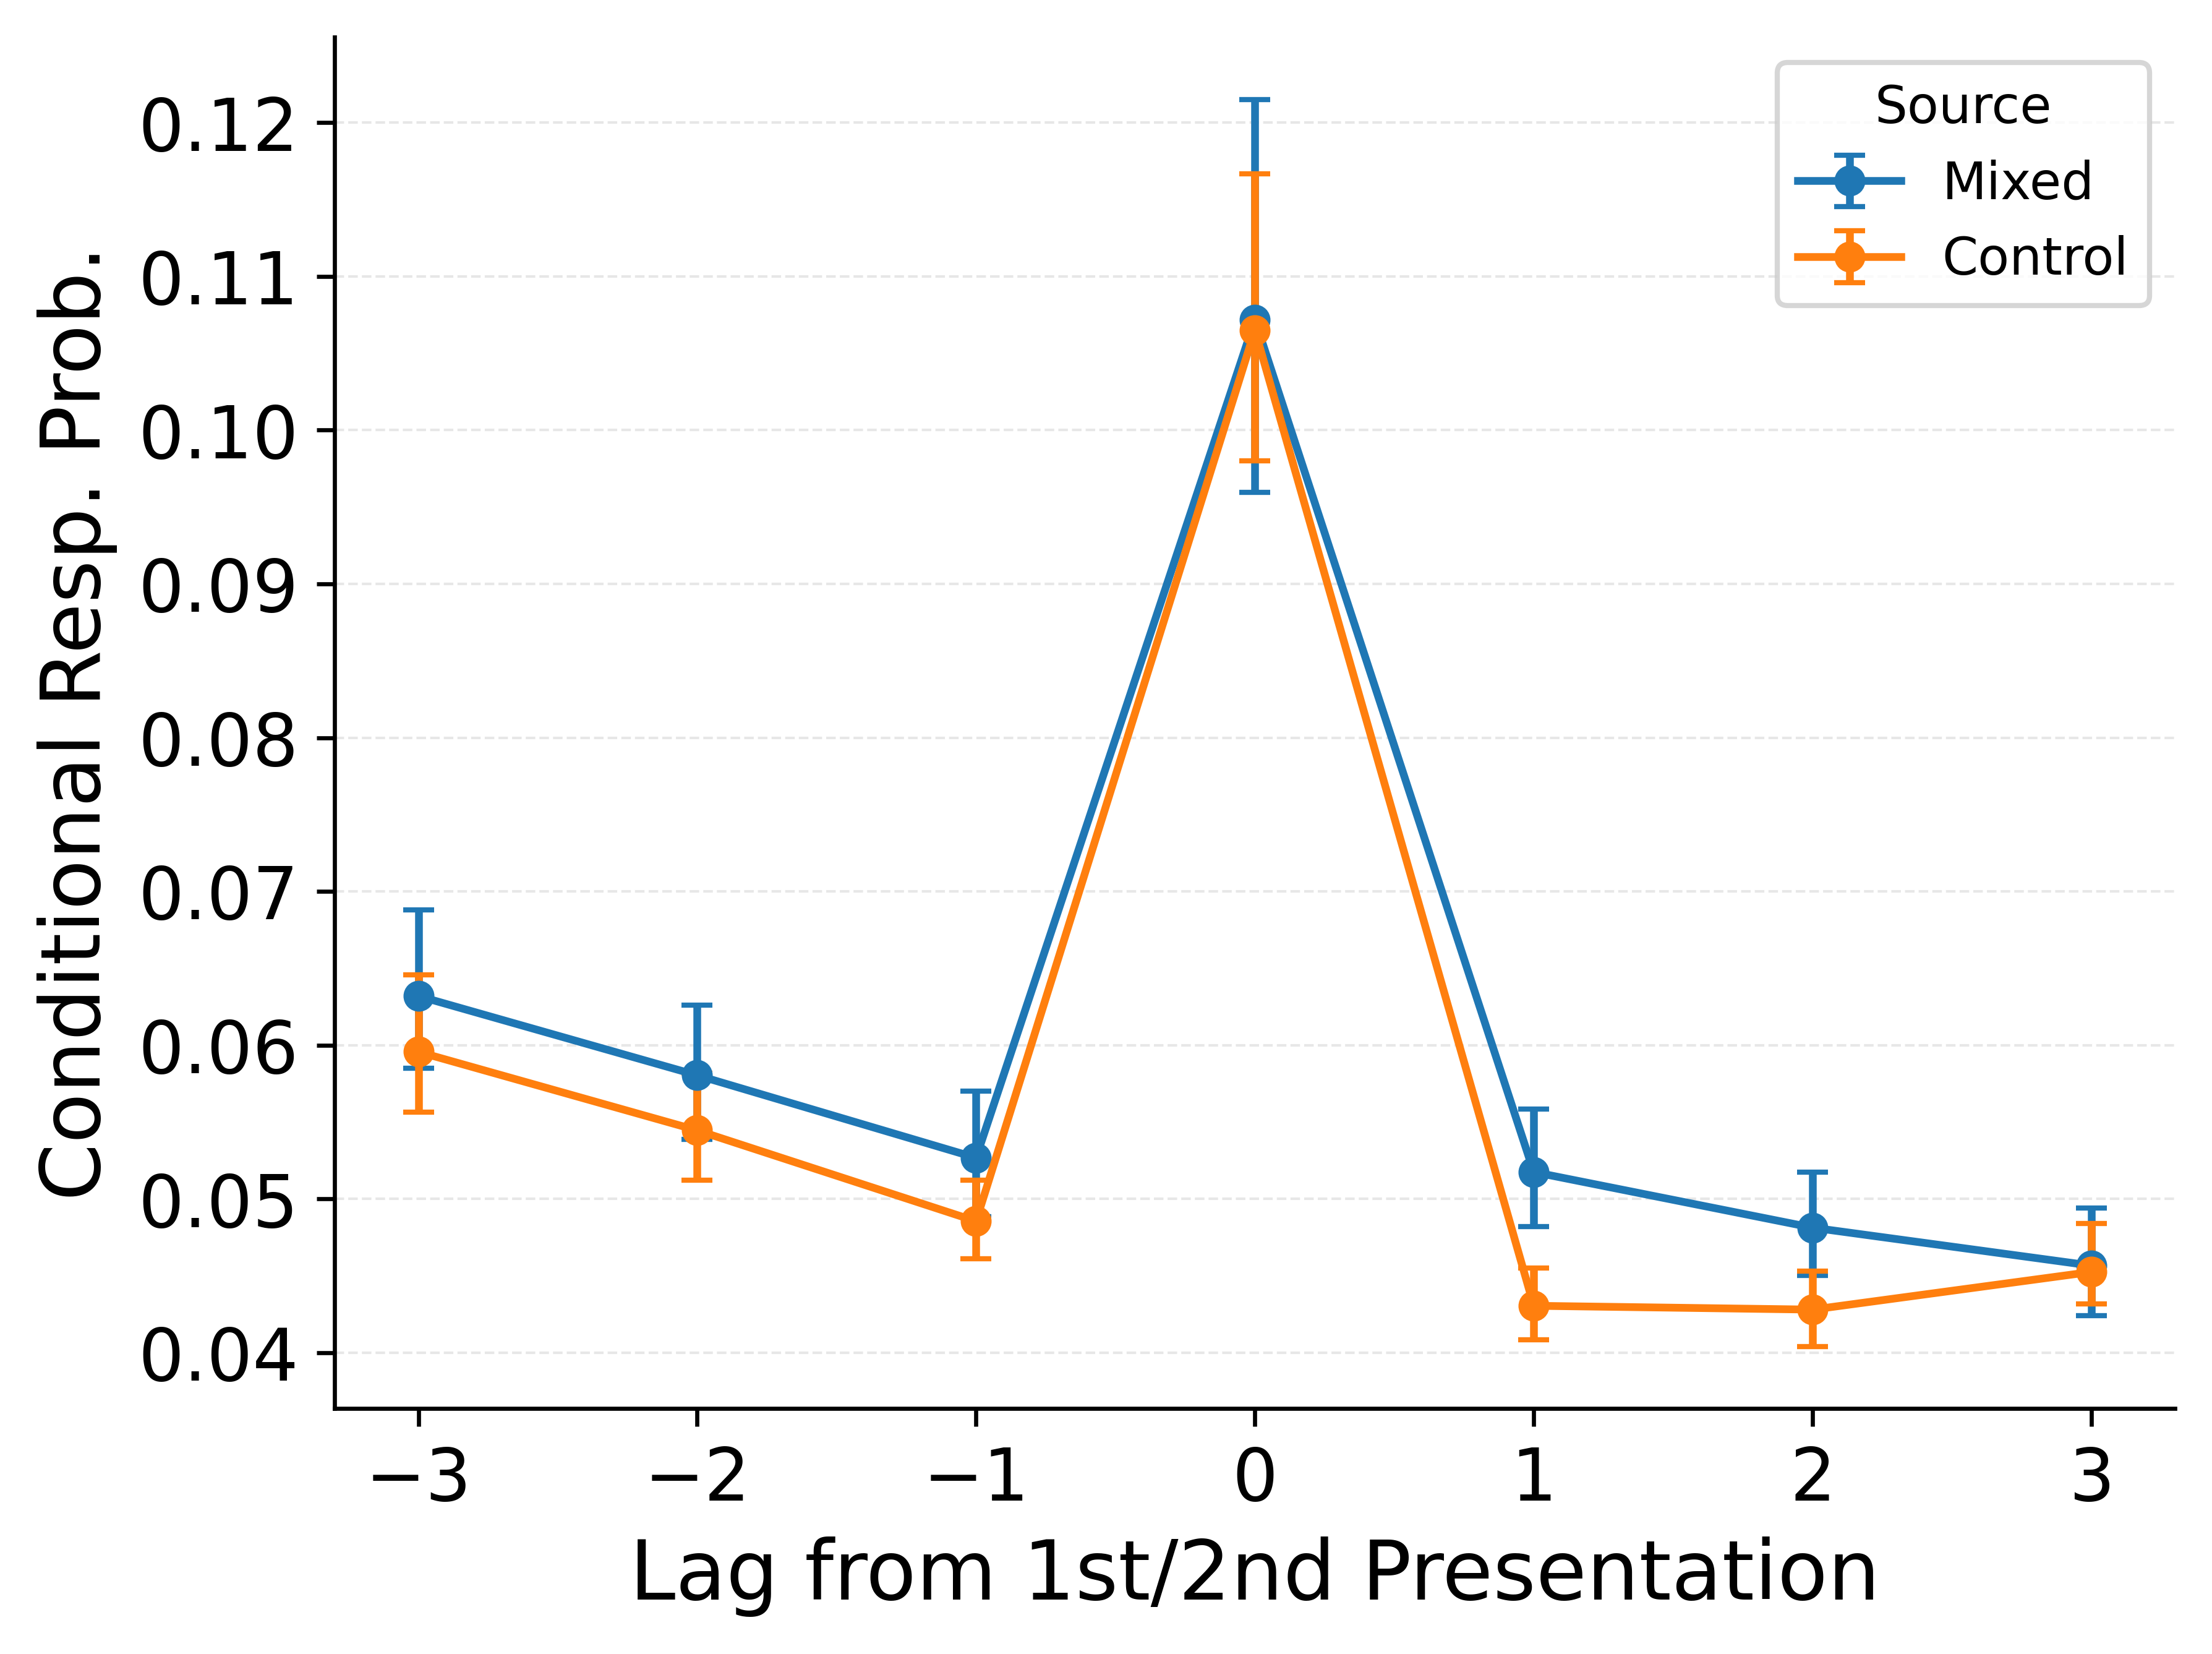 Conditional Resp. Prob.
0.12
0.11
0.10
0.09
0.08
0.07
0.06
0.05
0.04
Source
Mixed
Control
−3 −2 −1 0 1 2 3
Lag from 1st/2nd Presentation